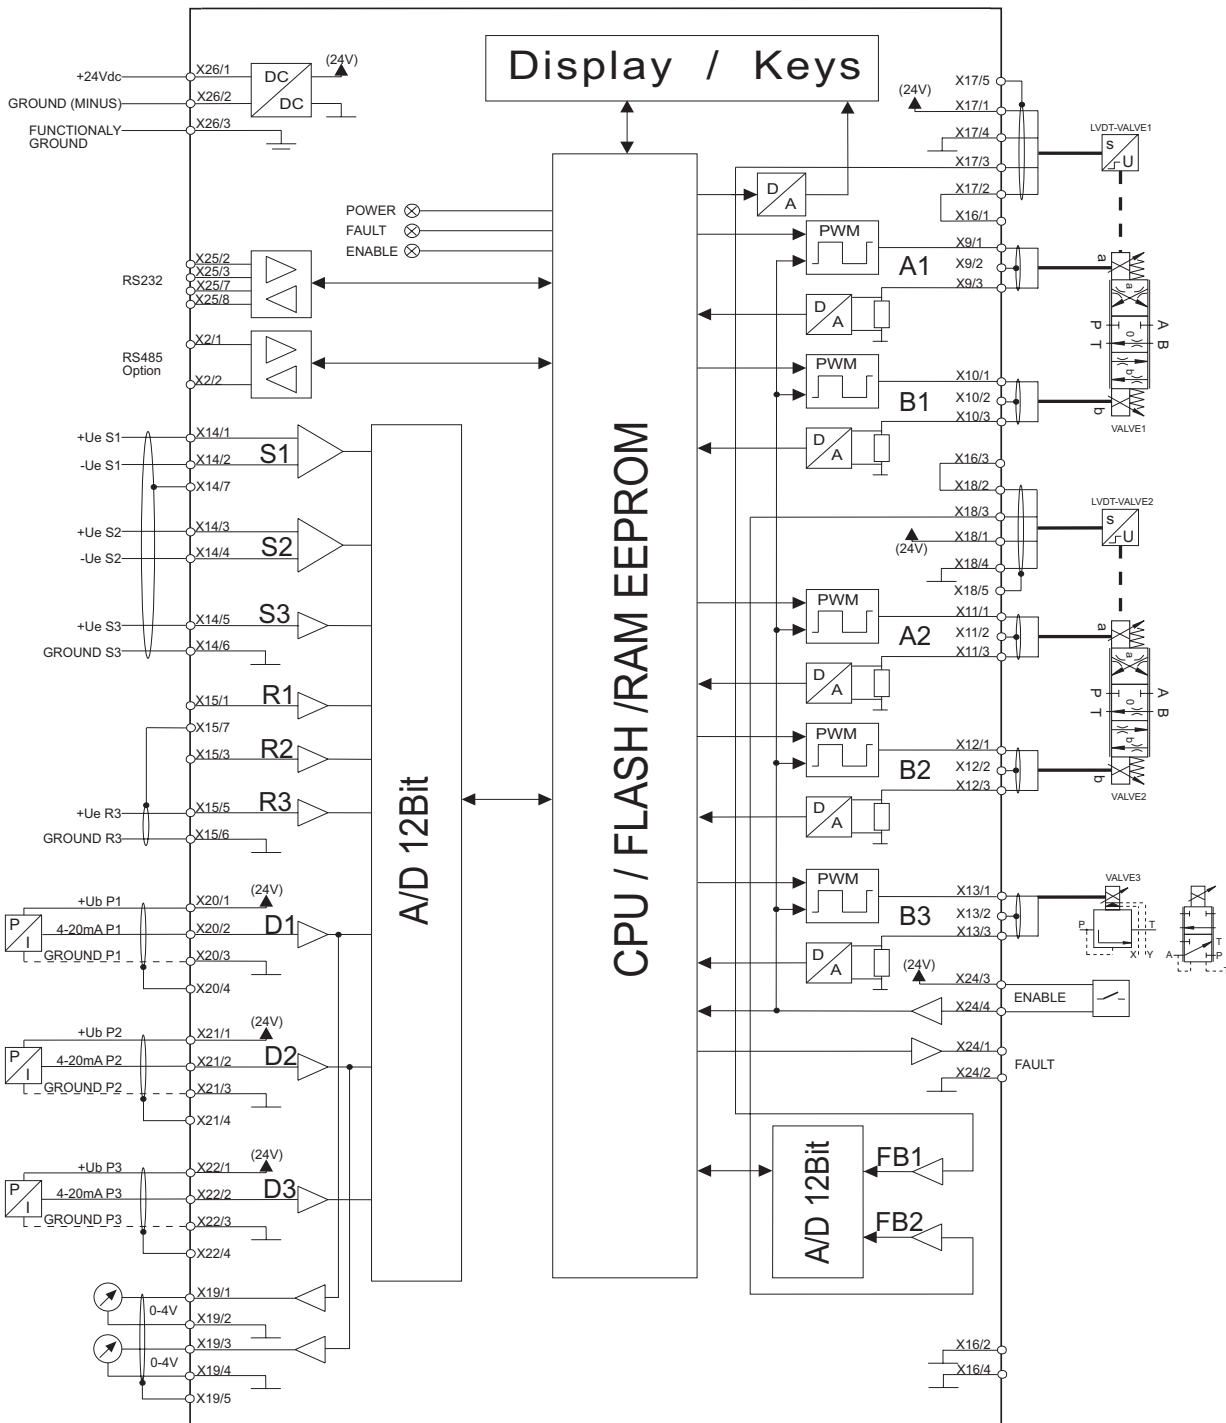 Display / Keys
+24Vdc
X26/1
DC
DC
(24V)
GROUND (MINUS)
X26/2
FUNCTIONALY
GROUND
X26/3
POWER
FAULT
ENABLE
RS232
X25/2
X25/3
X25/7
X25/8
RS485
Option
X2/1
X2/2
+Ue S1
X14/1
S1
-Ue S1
X14/2
X14/7
+Ue S2
X14/3
S2
-Ue S2
X14/4
+Ue S3
X14/5
S3
GROUND S3
X14/6
X15/1
R1
X15/7
X15/3
R2
+Ue R3
X15/5
R3
GROUND R3
X15/6
P
I
+Ub P1
X20/1
(24V)
4-20mA P1
X20/2
D1
GROUND P1
X20/3
X20/4
P
I
+Ub P2
X21/1
(24V)
4-20mA P2
X21/2
D2
GROUND P2
X21/3
X21/4
P
I
+Ub P3
X22/1
(24V)
4-20mA P3
X22/2
D3
GROUND P3
X22/3
X22/4
X19/1
0-4V
X19/2
X19/3
0-4V
X19/4
X19/5
A/D 12Bit
CPU / FLASH /RAM EEPROM
D
A
PWM
A1
D
A
PWM
B1
D
A
PWM
A2
D
A
PWM
B2
D
A
PWM
B3
D
A
X17/5
(24V)
X17/1
X17/4
X17/3
X17/2
X16/1
LVDT-VALVE1
S
U
X9/1
X9/2
X9/3
a
a
P
T
0
A
B
b
X10/1
X10/2
X10/3
b
VALVE1
X16/3
X18/2
X18/3
X18/1
(24V)
X18/4
X18/5
LVDT-VALVE2
S
U
X11/1
X11/2
X11/3
a
a
P
T
0
A
B
b
X12/1
X12/2
X12/3
b
VALVE2
X13/1
X13/2
X13/3
VALVE3
P
T
X
Y
T
A
P
(24V)
X24/3
X24/4
ENABLE
X24/1
FAULT
X24/2
A/D 12Bit
FB1
FB2
X16/2
X16/4